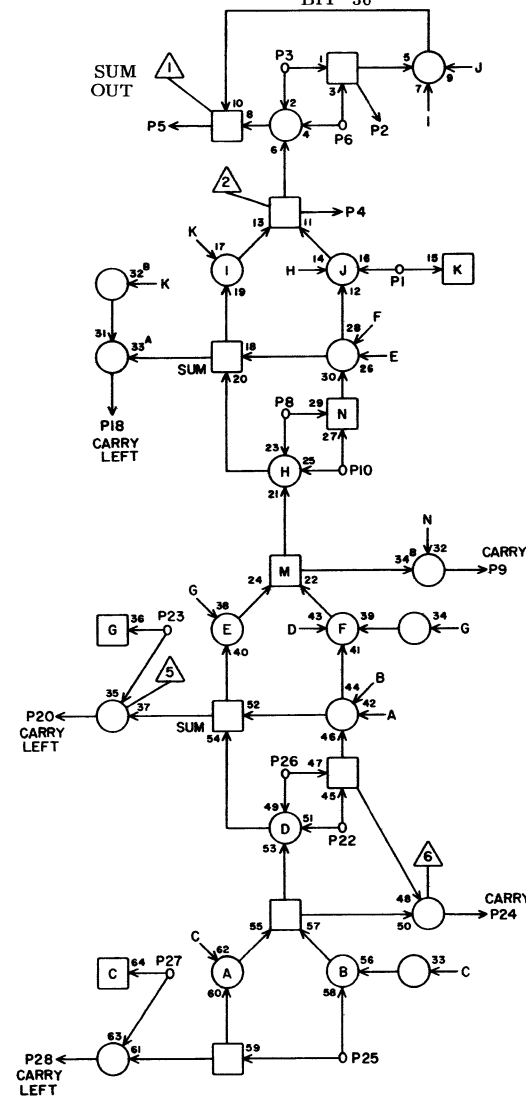 BIT 36
P3
1
5
J
SUM
OUT
1
10
3
7
9
2
P5
8
4
P6
P2
I
6
2
13
11
P4
K
17
H
14
16
15
K
32
B
K
I
J
P1
19
12
F
31
33
A
18
28
E
SUM
20
30
26
P8
29
N
P18
CARRY
LEFT
27
23
25
H
P10
21
N
34
B
32
CARRY
P9
M
24
22
G
G
36
P23
38
D
43
39
34
G
E
F
40
41
5
B
35
44
P20
37
52
42
A
CARRY
LEFT
SUM
54
46
P26
47
45
49
51
D
P22
6
53
48
CARRY
P24
50
55
57
C
C
64
P27
62
56
33
C
A
B
60
58
63
59
P28
61
P25
CARRY
LEFT